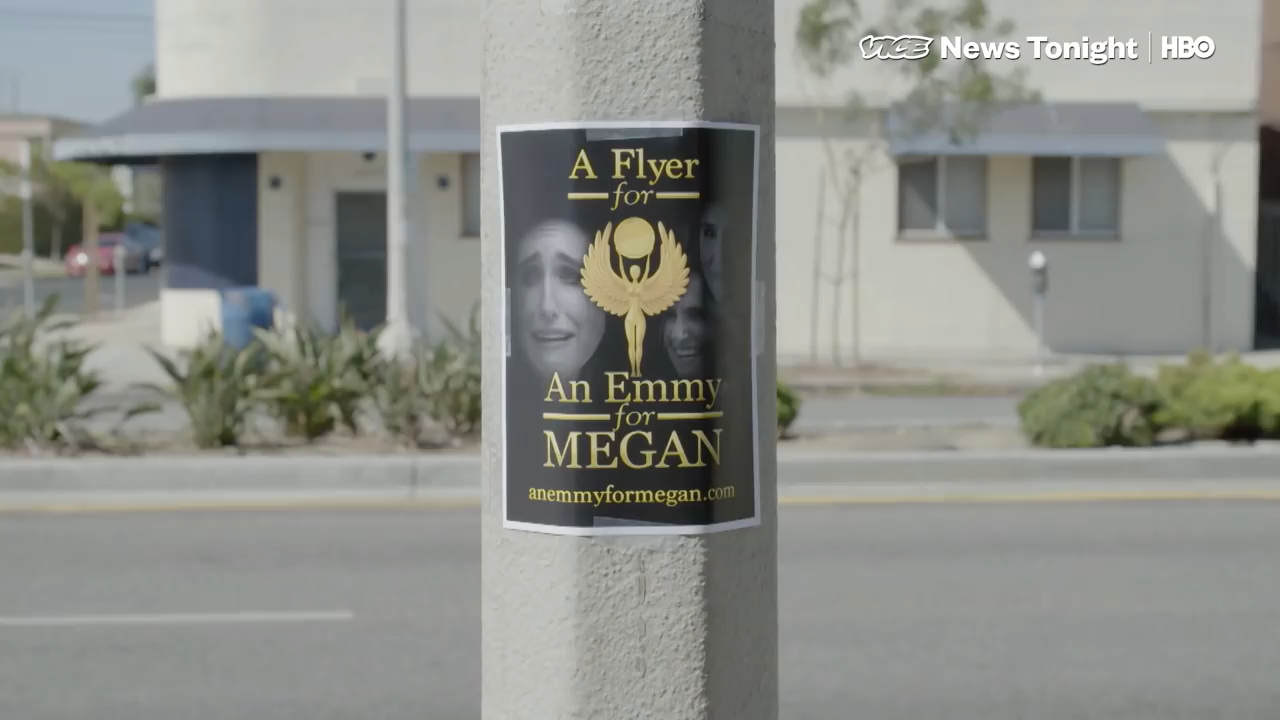 VICE News Tonight | HBO
A Flyer
for
An Emmy
for
MEGAN
anemmyformegan.com